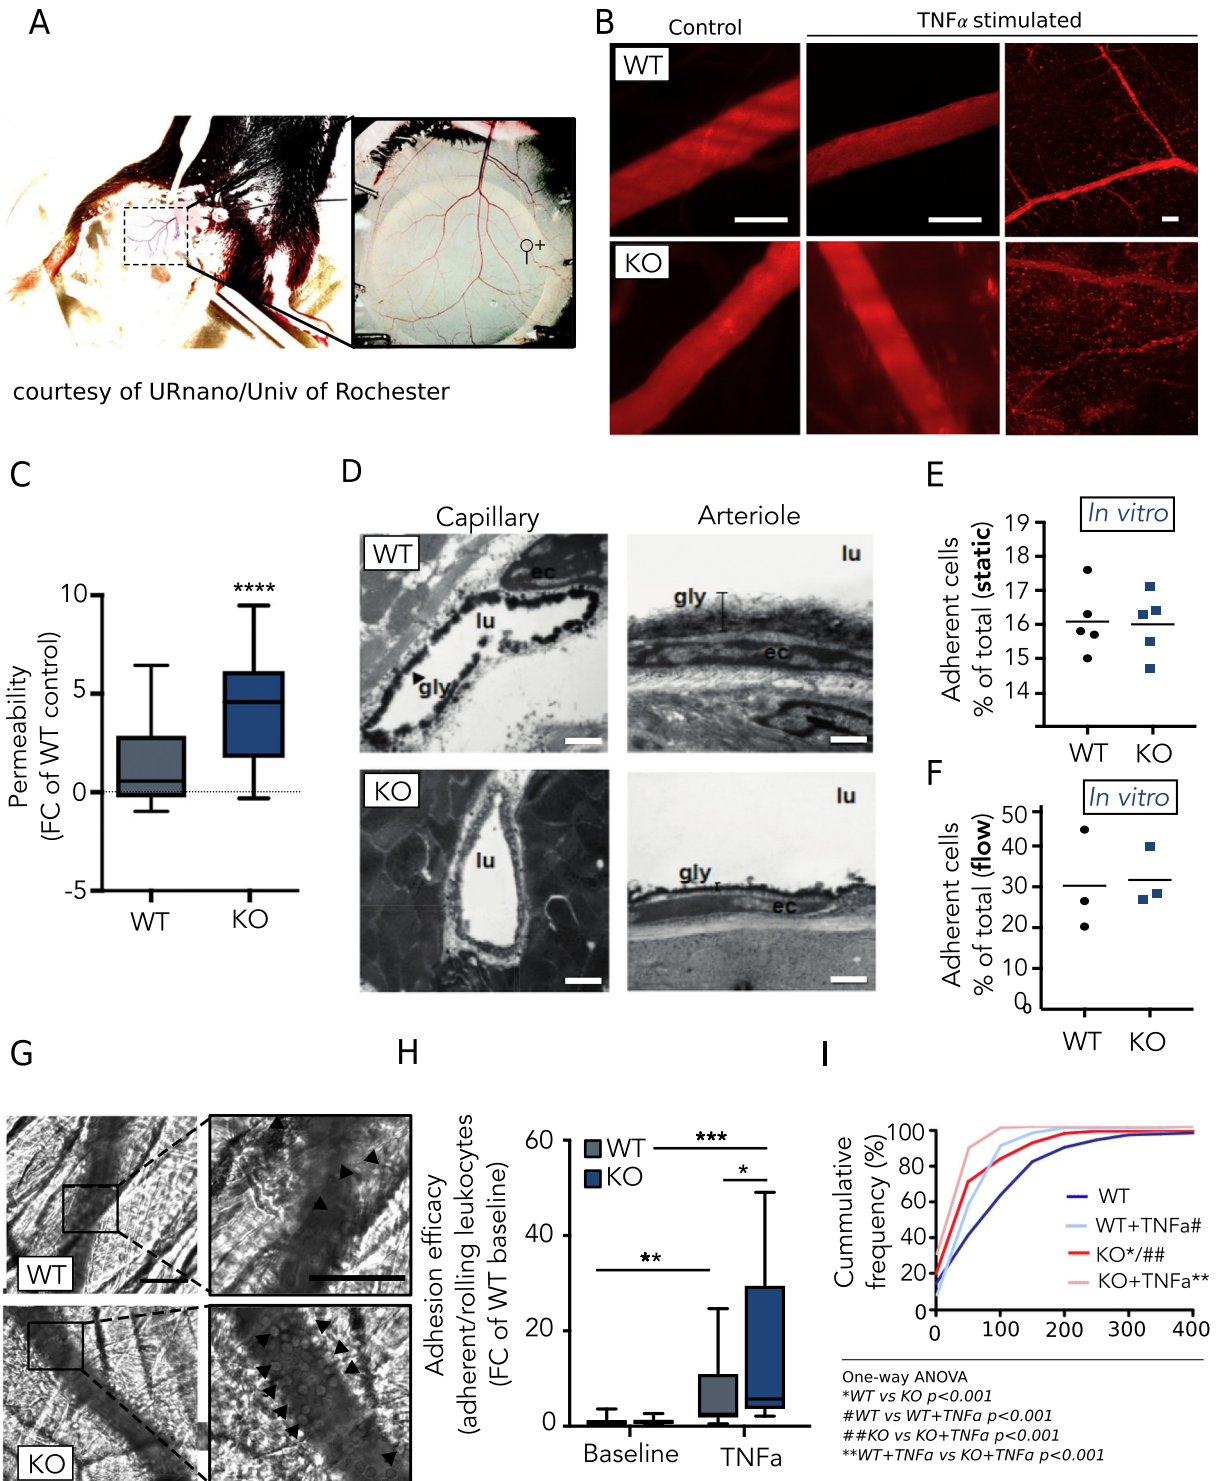 A
courtesy of URnano/Univ of Rochester
B
Control
TNFα stimulated
WT
KO
C
Permeability
(FC of WT control)
10
5
0
-5
****
WT
KO
D
Capillary
Arteriole
WT
ec
lu
gly
lu
gly
ec
KO
lu
lu
gly
ec
E
In vitro
Adherent cells
% of total (static)
19
18
17
16
15
14
WT
KO
F
In vitro
Adherent cells
% of total (flow)
50
40
30
20
10
0
0
WT
KO
G
WT
KO
H
Adhesion efficacy
(adherent/rolling leukocytes
(FC of WT baseline)
60
40
20
0
WT
KO
***
*
**
Baseline
TNFa
I
Cummulative
frequency (%)
100
80
60
40
20
0
WT
WT+TNFa#
KO*/##
KO+TNFa**
0
100
200
300
400
One-way ANOVA
*WT vs KO p<0.001
#WT vs WT+TNFα p<0.001
##KO vs KO+TNFα p<0.001
**WT+TNFα vs KO+TNFα p<0.001